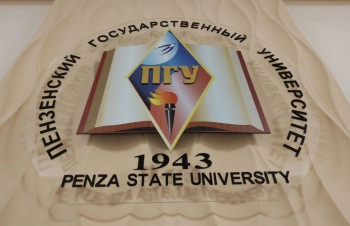 ПЕНЗЕНСКИЙ ГОСУДАРСТВЕННЫЙ УНИВЕРСИТЕТ
ПГУ
1943
PENZA STATE UNIVERSITY